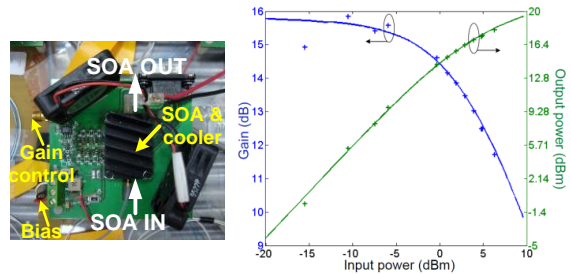 SOA OUT
SOA &
cooler
Gain
control
SOA IN
Bias
16
15
14
13
12
11
10
9
Gain (dB)
20
16.4
12.8
9.28
5.71
2.14
-1.4
-5
Output power (dBm)
-20
-15
-10
-5
0
5
10
Input power (dBm)